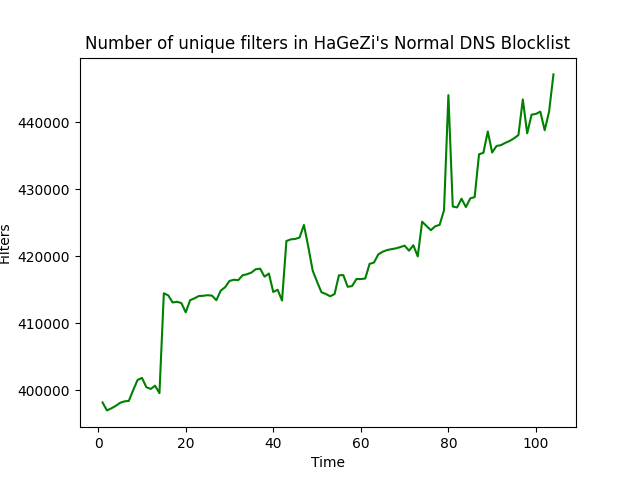 Number of unique filters in HaGeZi's Normal DNS Blocklist
440000
430000
420000
410000
400000
Filters
0 20 40 60 80 100
Time